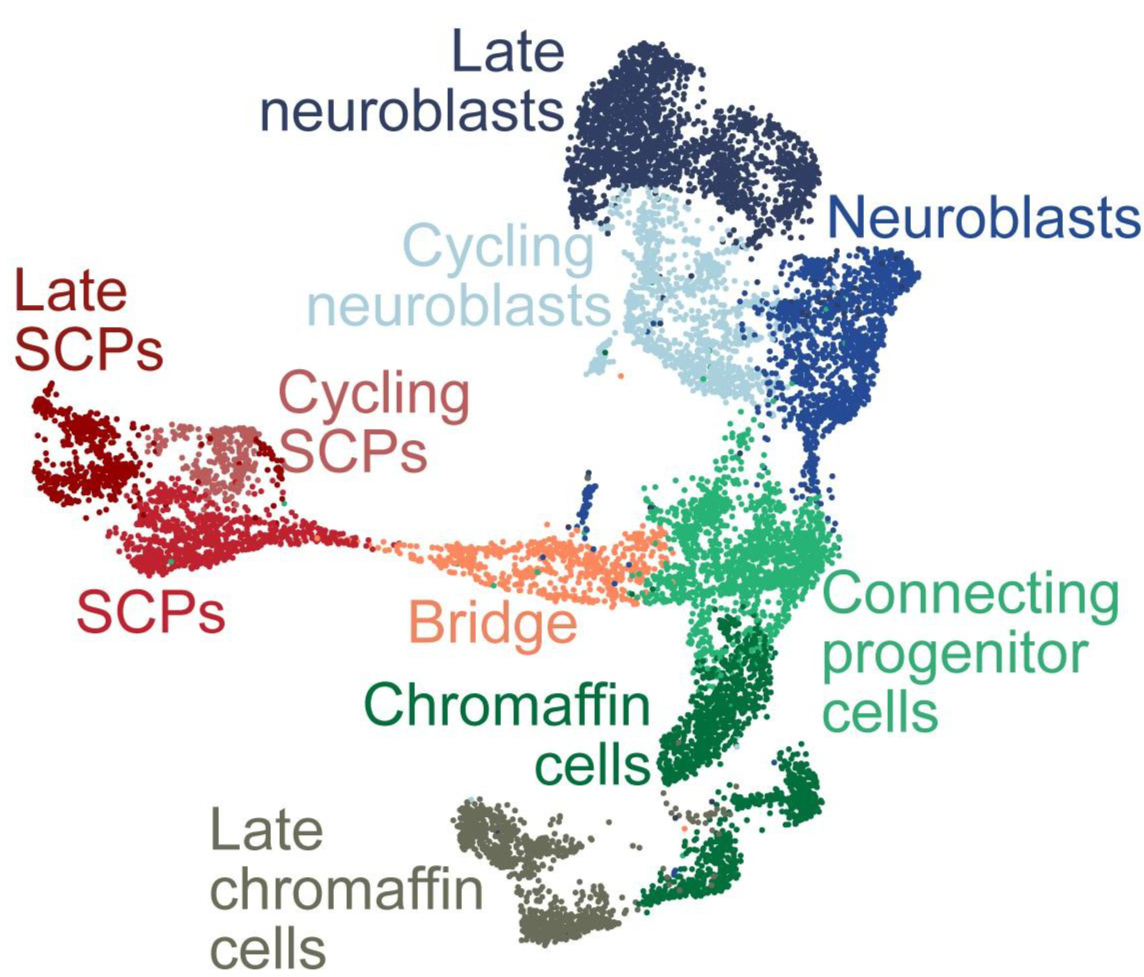 Late
neuroblasts
Neuroblasts
Cycling
neuroblasts
Late
SCPs
Cycling
SCPs
SCPs
Bridge
Connecting
progenitor
cells
Chromaffin
cells
Late
chromaffin
cells